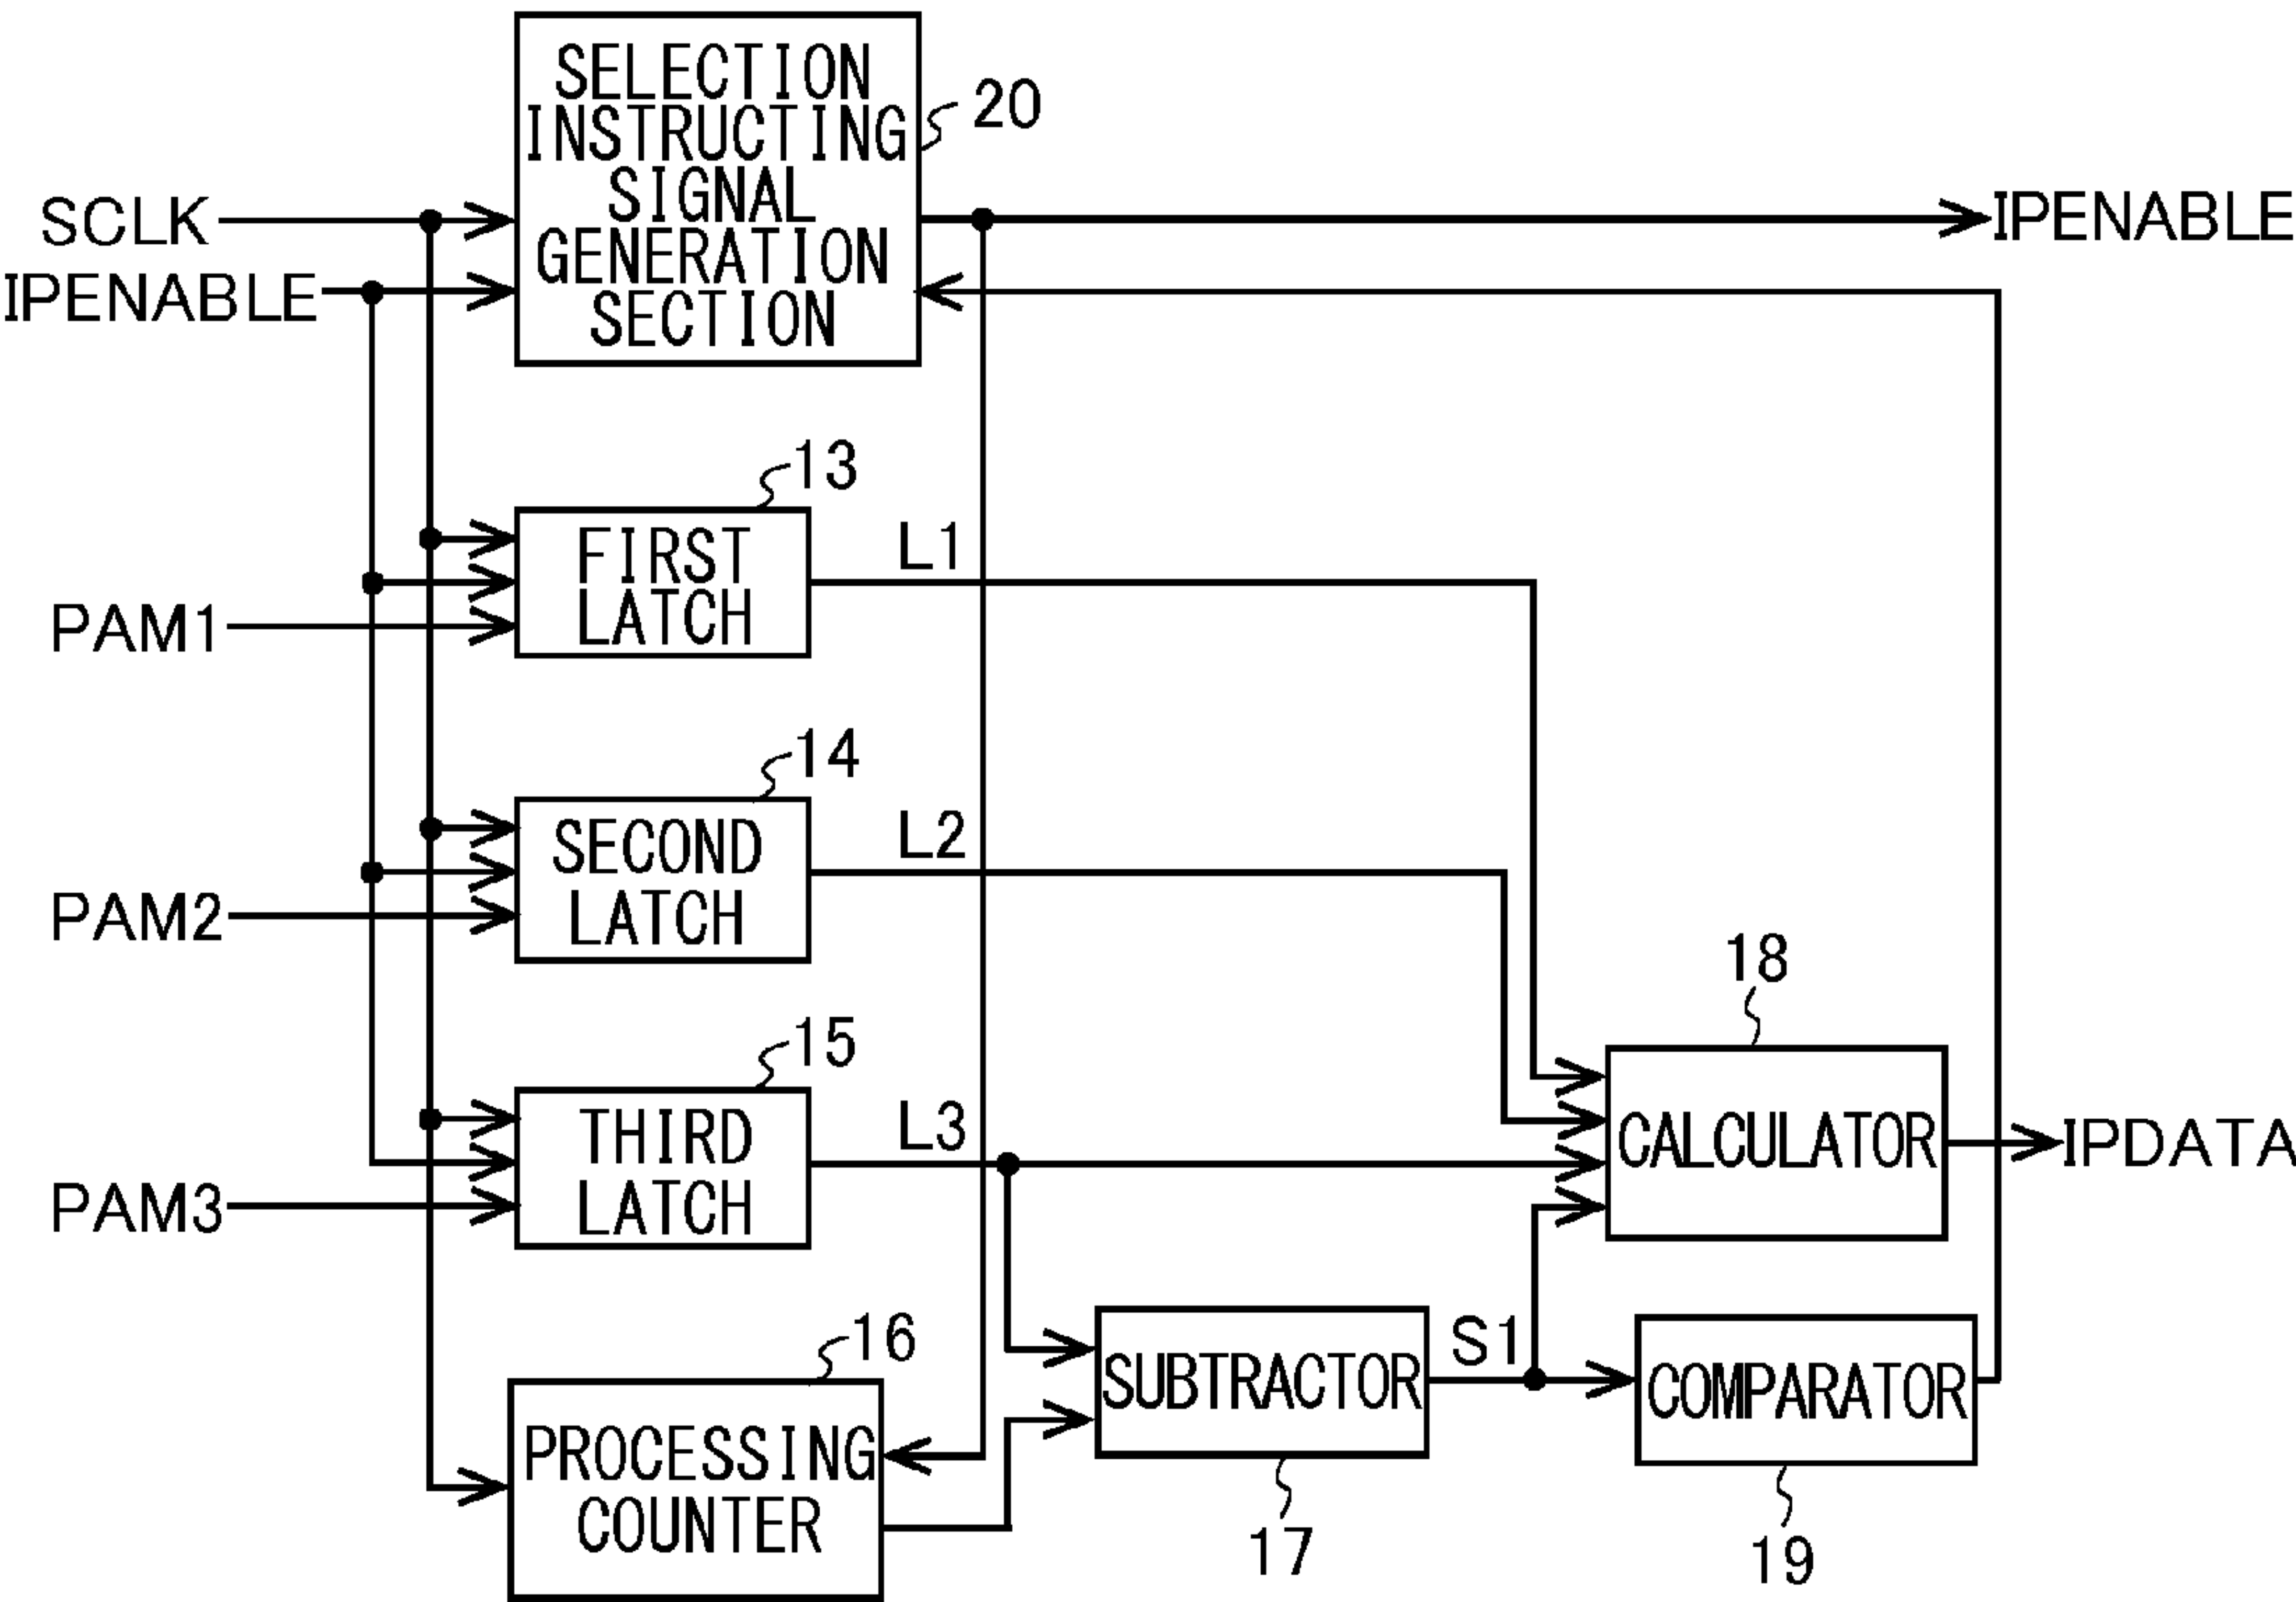 SELECTION
INSTRUCTING
SIGNAL
GENERATION
SECTION
20
SCLK
IPENABLE
IPENABLE
13
FIRST
LATCH
L1
PAM1
14
SECOND
LATCH
L2
PAM2
15
THIRD
LATCH
L3
PAM3
18
CALCULATOR
IPDATA
16
PROCESSING
COUNTER
SUBTRACTOR
17
S1
COMPARATOR
19